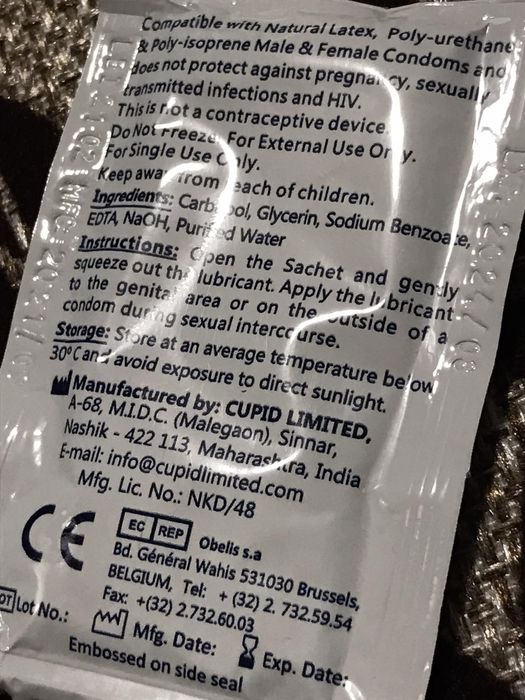 Compatible with Natural Latex, Poly-urethane
& Poly-isoprene Male & Female Condoms and
does not protect against pregnancy, sexually
transmitted infections and HIV.
This is not a contraceptive device.
Do Not Freeze. For External Use Only.
For Single Use Only.
Keep away from reach of children.
Ingredients: Carbopol, Glycerin, Sodium Benzoate,
EDTA, NaOH, Purified Water
Instructions: Open the Sachet and gently
squeeze out the lubricant. Apply the lubricant
to the genital area or on the outside of a
condom during sexual intercourse.
Storage: Store at an average temperature below
30°C and avoid exposure to direct sunlight.
Manufactured by: CUPID LIMITED,
A-68, M.I.D.C. (Malegaon), Sinnar,
Nashik - 422 113, Maharashtra, India
E-mail: info@cupidlimited.com
Mfg. Lic. No.: NKD/48
CE
EC REP Obelis s.a
Bd. Général Wahis 531030 Brussels,
BELGIUM, Tel: + (32) 2. 732.59.54
Fax: +(32) 2.732.60.03
Lot No.: Mfg. Date: Exp. Date:
Embossed on side seal